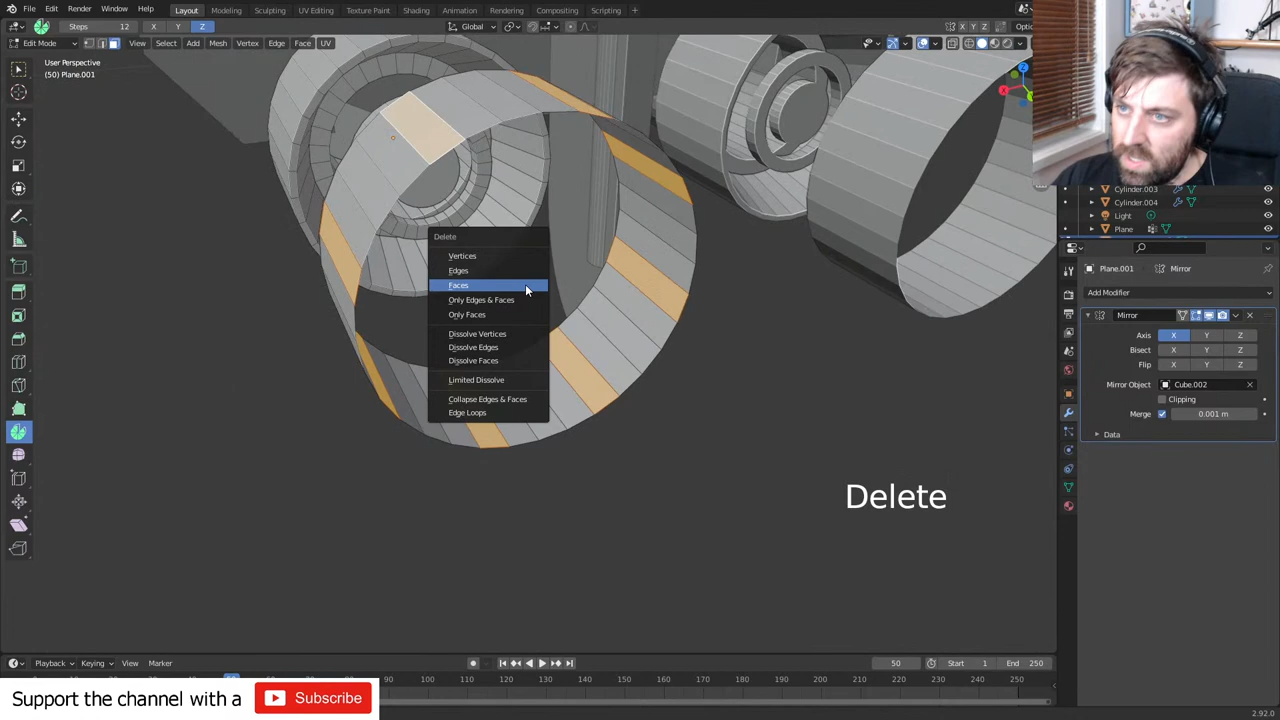 File Edit Render Window Help Layout Modeling Sculpting UV Editing Texture Paint Shading Animation Rendering Compositing Scripting +
Steps 12 X Y Z Global X Y Z
Edit Mode View Select Add Mesh Vertex Edge Face UV
User Perspective
(50) Plane.001
Cylinder.003
Cylinder.004
Light
Plane
Plane.001 Mirror
Add Modifier
Mirror
Axis X Y Z
Bisect X Y Z
Flip X Y Z
Mirror Object Cube.002
Clipping
Merge 0.001 m
Data
Delete
Vertices
Edges
Faces
Only Edges & Faces
Only Faces
Dissolve Vertices
Dissolve Edges
Dissolve Faces
Limited Dissolve
Collapse Edges & Faces
Edge Loops
Delete
Playback Keying View Marker 50 Start 1 End 250
90 100 110 120 130 140 150 160 170 180 190 200 210 220 230 240 250
Support the channel with a Subscribe
2.92.0